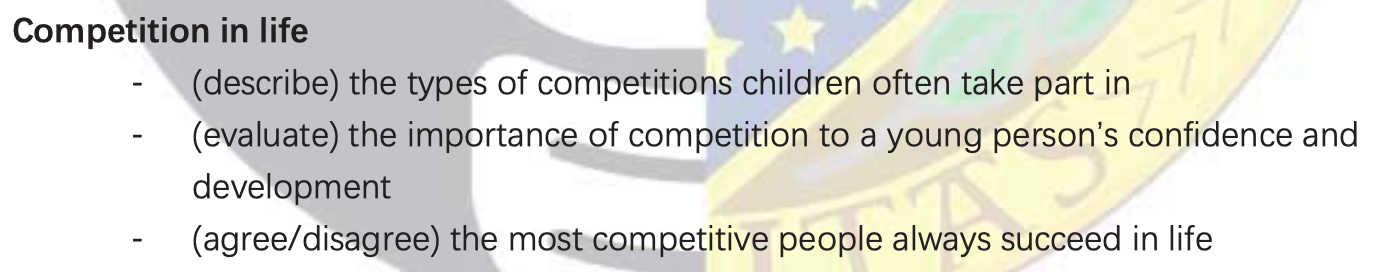 Competition in life
- (describe) the types of competitions children often take part in
- (evaluate) the importance of competition to a young person's confidence and
development
- (agree/disagree) the most competitive people always succeed in life
ITAS